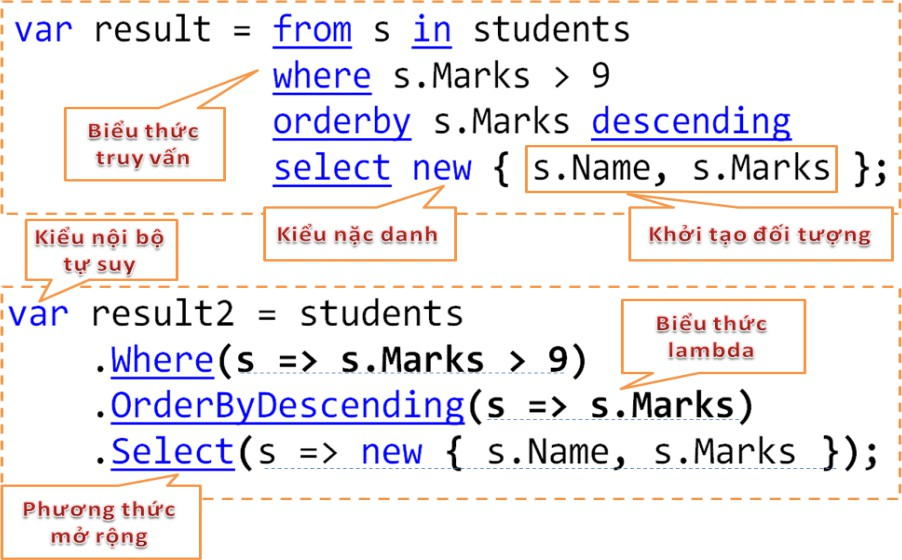 var result = from s in students
where s.Marks > 9
Biểu thức
truy vấn
orderby s.Marks descending
select new { s.Name, s.Marks };
Kiểu nặc danh
Khởi tạo đối tượng
Kiểu nội bộ
tự suy
var result2 = students
Biểu thức
lambda
.Where(s => s.Marks > 9)
.OrderByDescending(s => s.Marks)
.Select(s => new { s.Name, s.Marks });
Phương thức
mở rộng